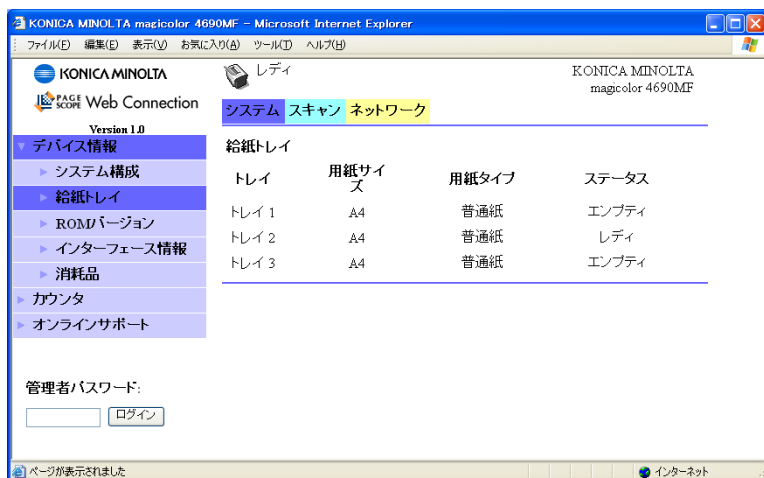 KONICA MINOLTA magicolor 4690MF - Microsoft Internet Explorer
ファイル(F) 編集(E) 表示(V) お気に入り(A) ツール(T) ヘルプ(H)
KONICA MINOLTA
PAGE SCOPE Web Connection
Version 1.0
レディ
KONICA MINOLTA
magicolor 4690MF
システム スキャン ネットワーク
デバイス情報
システム構成
給紙トレイ
ROMバージョン
インターフェース情報
消耗品
カウンタ
オンラインサポート
管理者パスワード:
ログイン
給紙トレイ
トレイ 用紙サイズ 用紙タイプ ステータス
トレイ 1 A4 普通紙 エンプティ
トレイ 2 A4 普通紙 レディ
トレイ 3 A4 普通紙 エンプティ
ページが表示されました
インターネット